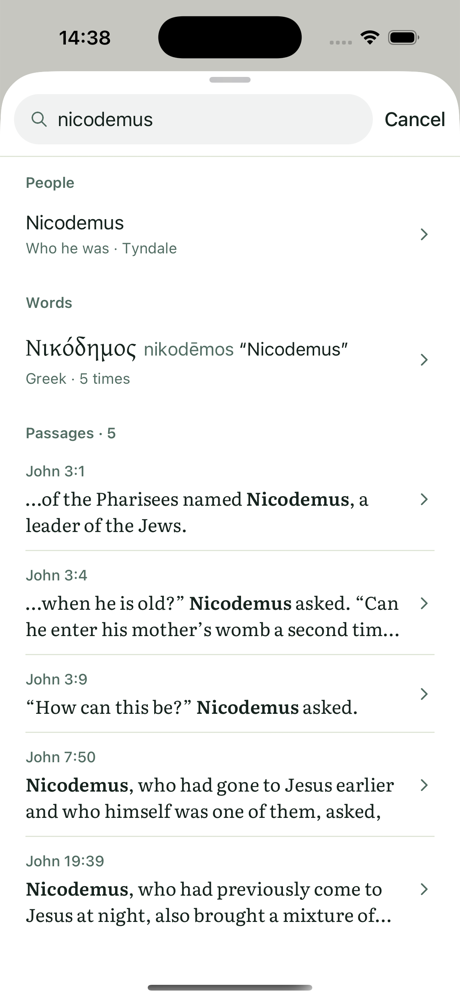 14:38
nicodemus
Cancel
People
Nicodemus
Who he was · Tyndale
Words
Νικόδημος nikodēmos “Nicodemus”
Greek · 5 times
Passages · 5
John 3:1
…of the Pharisees named Nicodemus, a
leader of the Jews.
John 3:4
…when he is old?” Nicodemus asked. “Can
he enter his mother’s womb a second tim…
John 3:9
“How can this be?” Nicodemus asked.
John 7:50
Nicodemus, who had gone to Jesus earlier
and who himself was one of them, asked,
John 19:39
Nicodemus, who had previously come to
Jesus at night, also brought a mixture of…